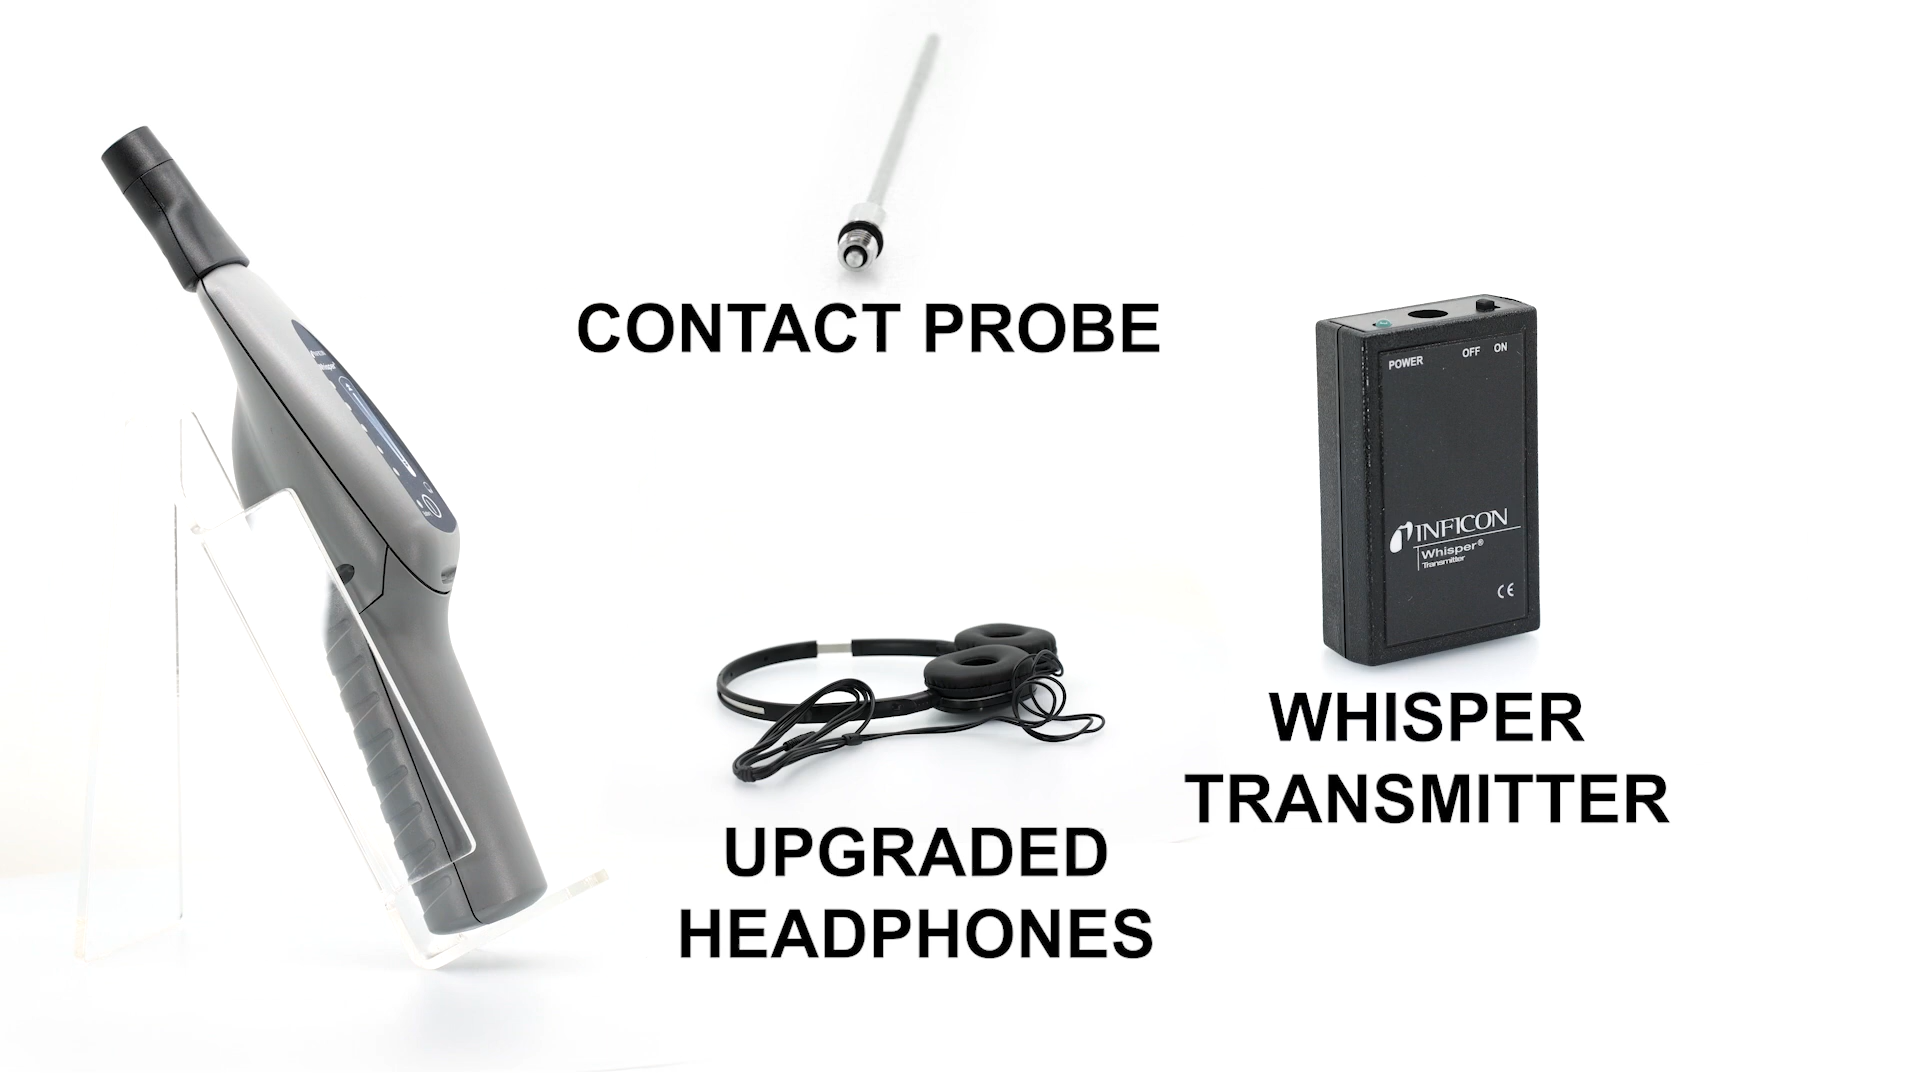 CONTACT PROBE
POWER
OFF ON
INFICON
Whisper®
Transmitter
CE
WHISPER
TRANSMITTER
UPGRADED
HEADPHONES